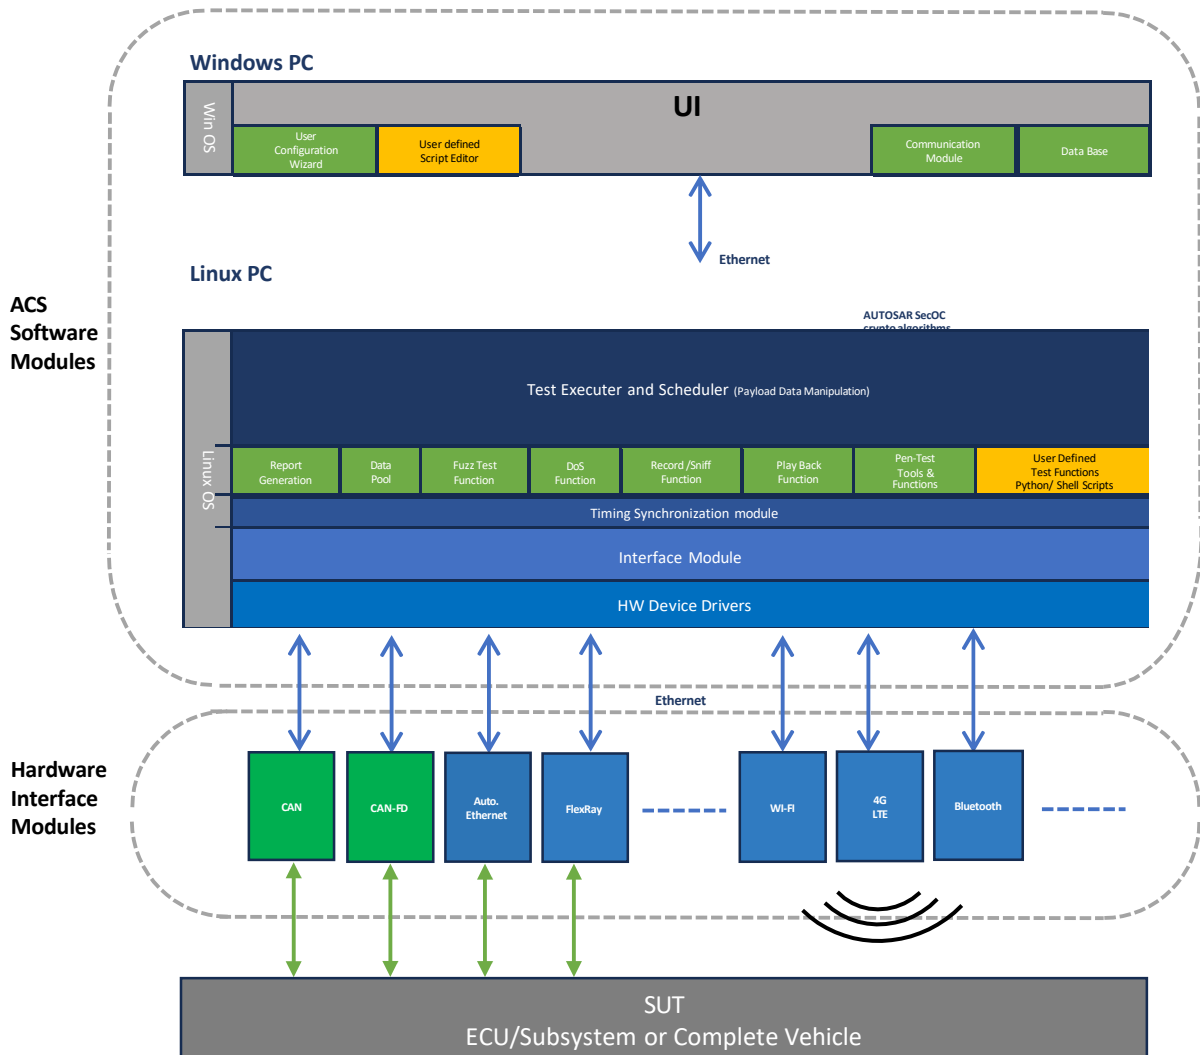 Windows PC
Win OS
UI
User
Configuration
Wizard
User defined
Script Editor
Communication
Module
Data Base
Ethernet
Linux PC
ACS
Software
Modules
AUTOSAR SecOC
crypto algorithms
Linux OS
Test Executer and Scheduler (Payload Data Manipulation)
Report
Generation
Data
Pool
Fuzz Test
Function
DoS
Function
Record /Sniff
Function
Play Back
Function
Pen-Test
Tools &
Functions
User Defined
Test Functions
Python/ Shell Scripts
Timing Synchronization module
Interface Module
HW Device Drivers
Ethernet
Hardware
Interface
Modules
CAN
CAN-FD
Auto.
Ethernet
FlexRay
WI-FI
4G
LTE
Bluetooth
SUT
ECU/Subsystem or Complete Vehicle